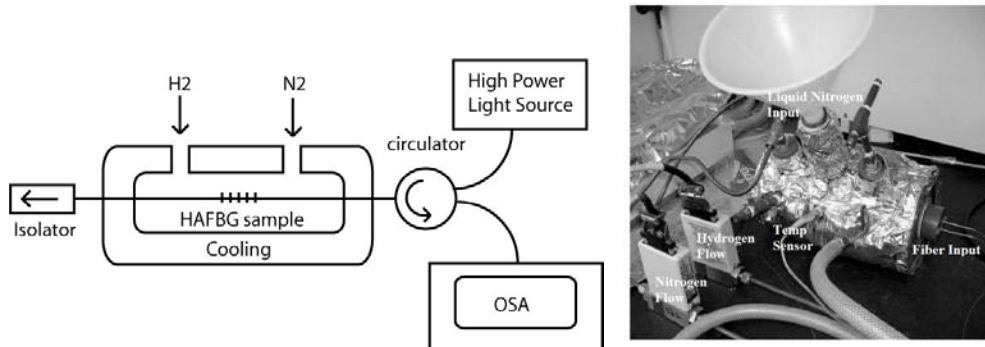 H2
N2
High Power
Light Source
circulator
Isolator
HAFBG sample
Cooling
OSA
Liquid Nitrogen
Input
Hydrogen
Flow
Temp
Sensor
Fiber Input
Nitrogen
Flow